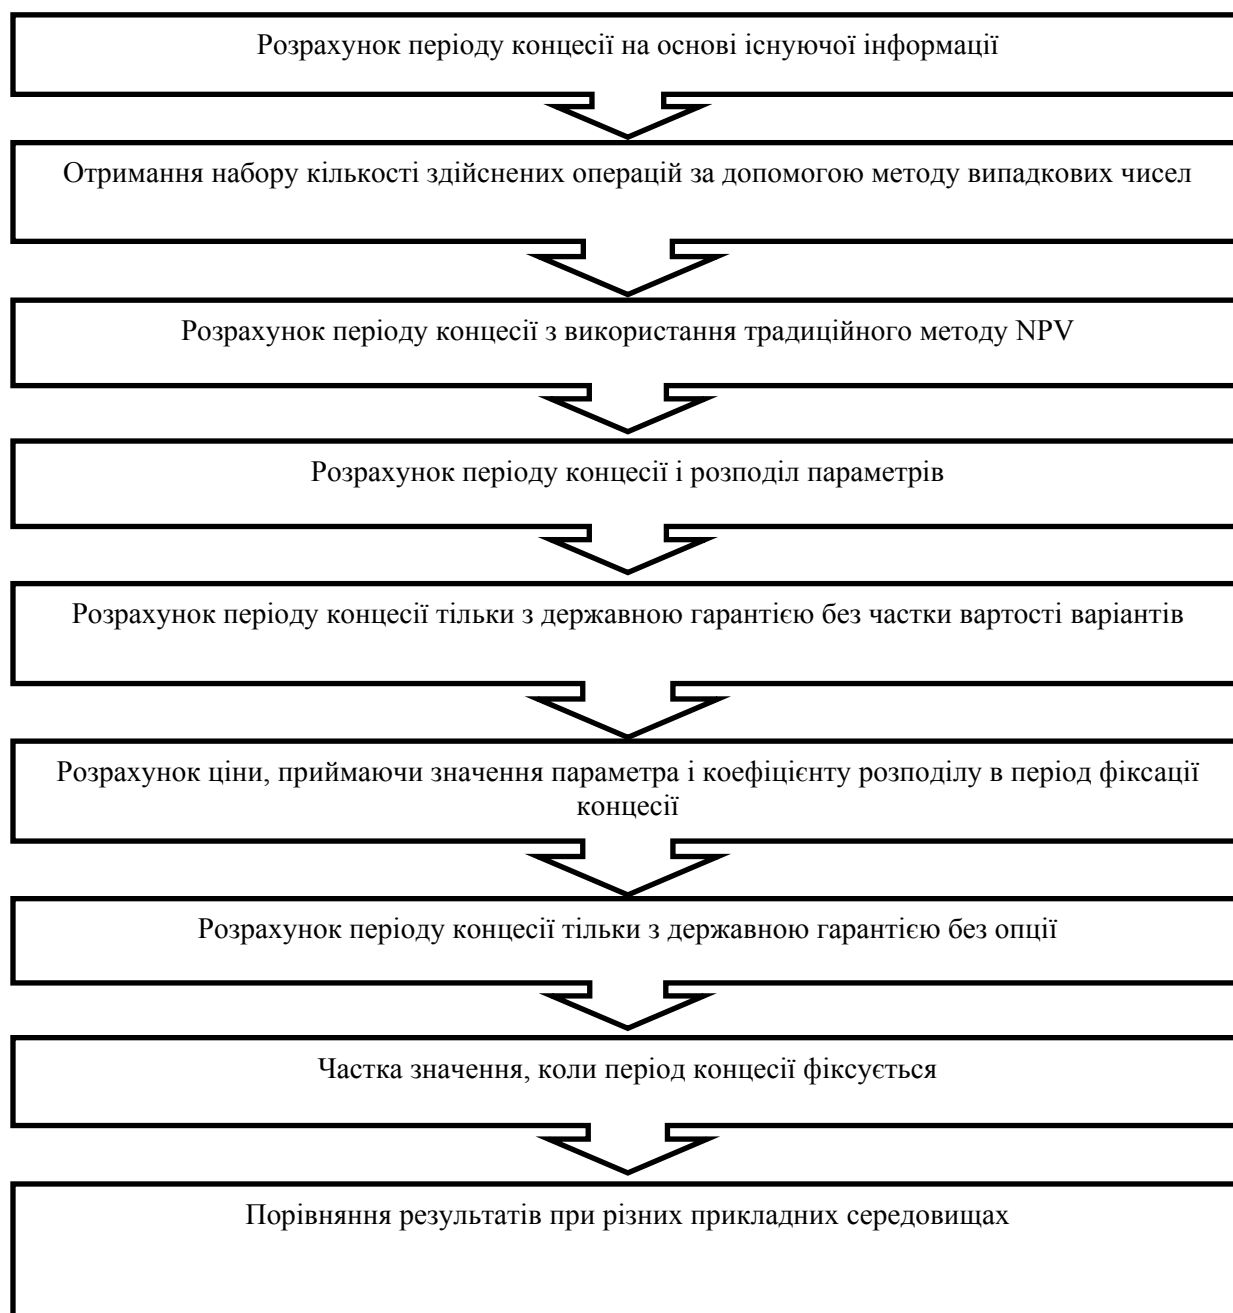 Розрахунок періоду концесії на основі існуючої інформації
Отримання набору кількості здійснених операцій за допомогою методу випадкових чисел
Розрахунок періоду концесії з використання традиційного методу NPV
Розрахунок періоду концесії і розподіл параметрів
Розрахунок періоду концесії тільки з державною гарантією без частки вартості варіантів
Розрахунок ціни, приймаючи значення параметра і коефіцієнту розподілу в період фіксації
концесії
Розрахунок періоду концесії тільки з державною гарантією без опції
Частка значення, коли період концесії фіксується
Порівняння результатів при різних прикладних середовищах